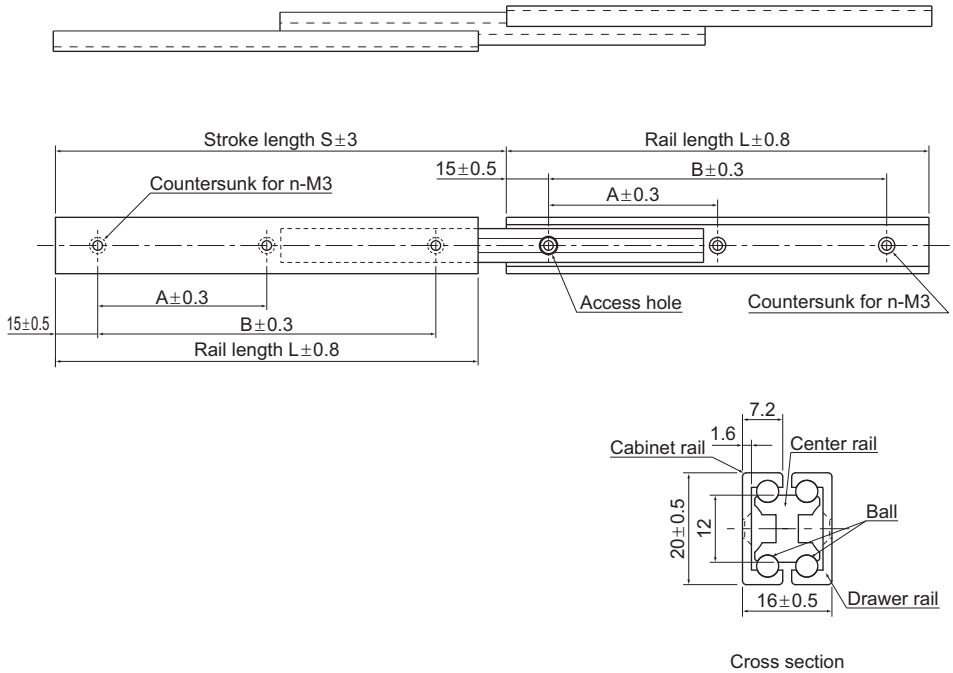 Stroke length S±3
Rail length L±0.8
15±0.5
B±0.3
Countersunk for n-M3
A±0.3
A±0.3
Access hole
Countersunk for n-M3
15±0.5
B±0.3
Rail length L±0.8
7.2
1.6
Cabinet rail
Center rail
Ball
20±0.5
12
16±0.5
Drawer rail
Cross section